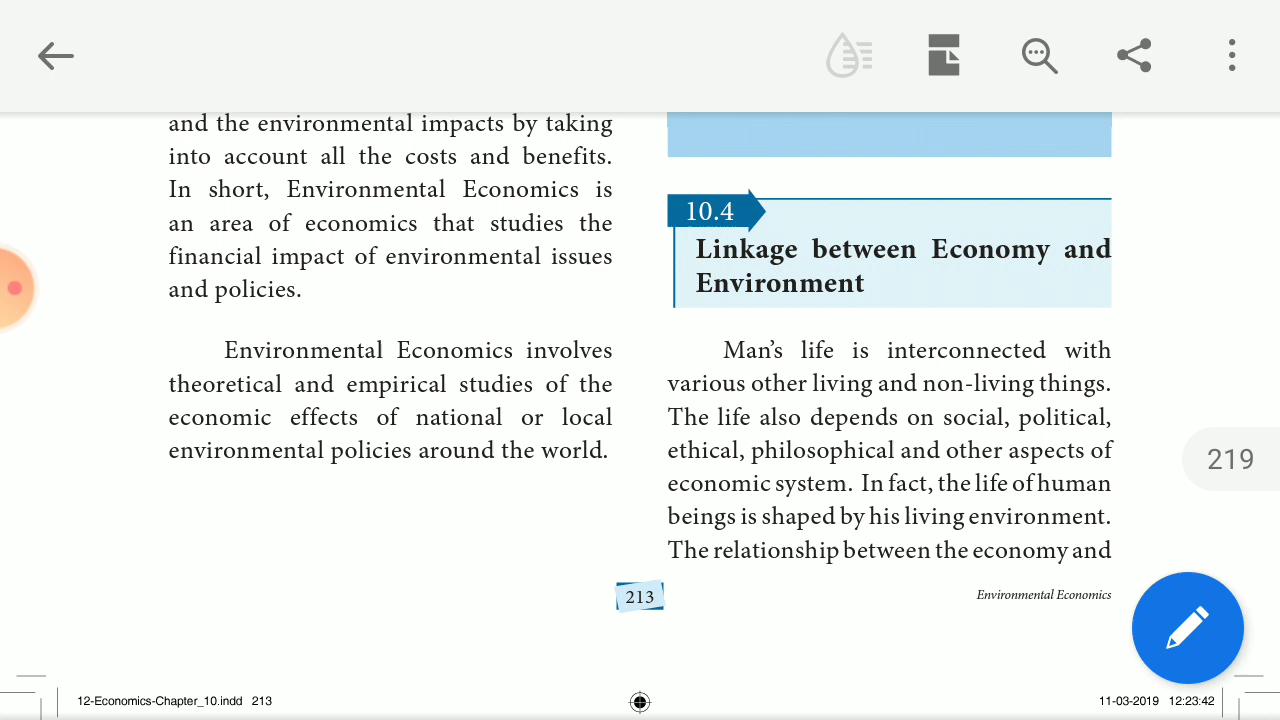 and the environmental impacts by taking
into account all the costs and benefits.
In short, Environmental Economics is
an area of economics that studies the
financial impact of environmental issues
and policies.
Environmental Economics involves
theoretical and empirical studies of the
economic effects of national or local
environmental policies around the world.
10.4
Linkage between Economy and
Environment
Man’s life is interconnected with
various other living and non-living things.
The life also depends on social, political,
ethical, philosophical and other aspects of
economic system. In fact, the life of human
beings is shaped by his living environment.
The relationship between the economy and
219
213
Environmental Economics
12-Economics-Chapter_10.indd 213
11-03-2019 12:23:42